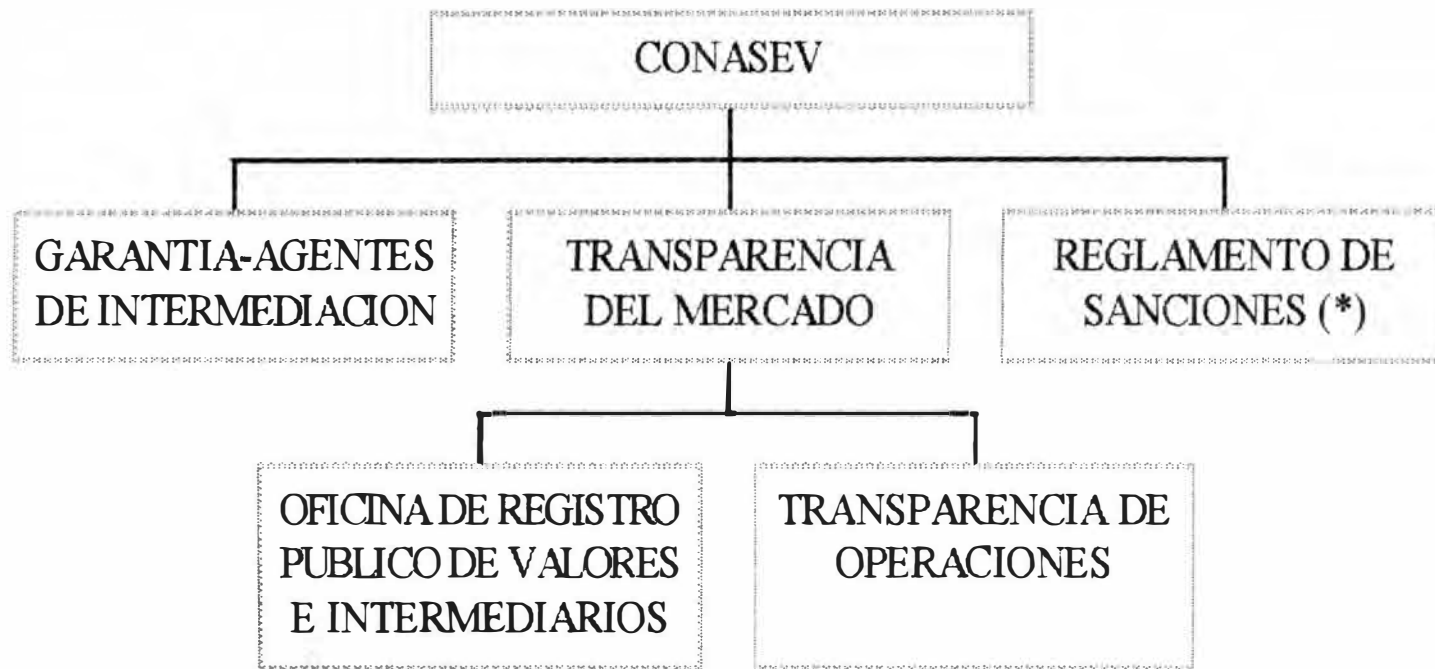 CONASEV
GARANTIA-AGENTES
DE INTERMEDIACION
TRANSPARENCIA
DEL MERCADO
REGLAMENTO DE
SANCIONES (*)
OFICINA DE REGISTRO
PUBLICO DE VALORES
E INTERMEDIARIOS
TRANSPARENCIA DE
OPERACIONES